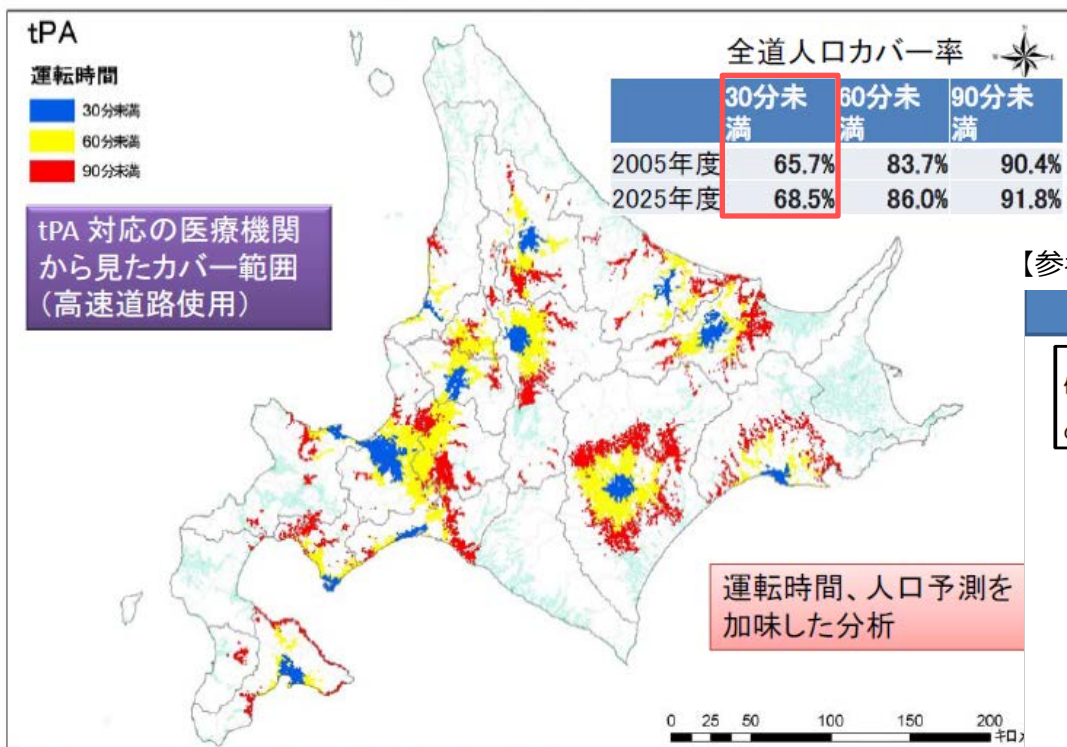 tPA
運転時間
30分未満
60分未満
90分未満
tPA 対応の医療機関
から見たカバー範囲
（高速道路使用）
全道人口カバー率
30分未満 60分未満 90分未満
2005年度 65.7% 83.7% 90.4%
2025年度 68.5% 86.0% 91.8%
【参
運転時間、人口予測を
加味した分析
0 25 50 100 150 200
キロメ